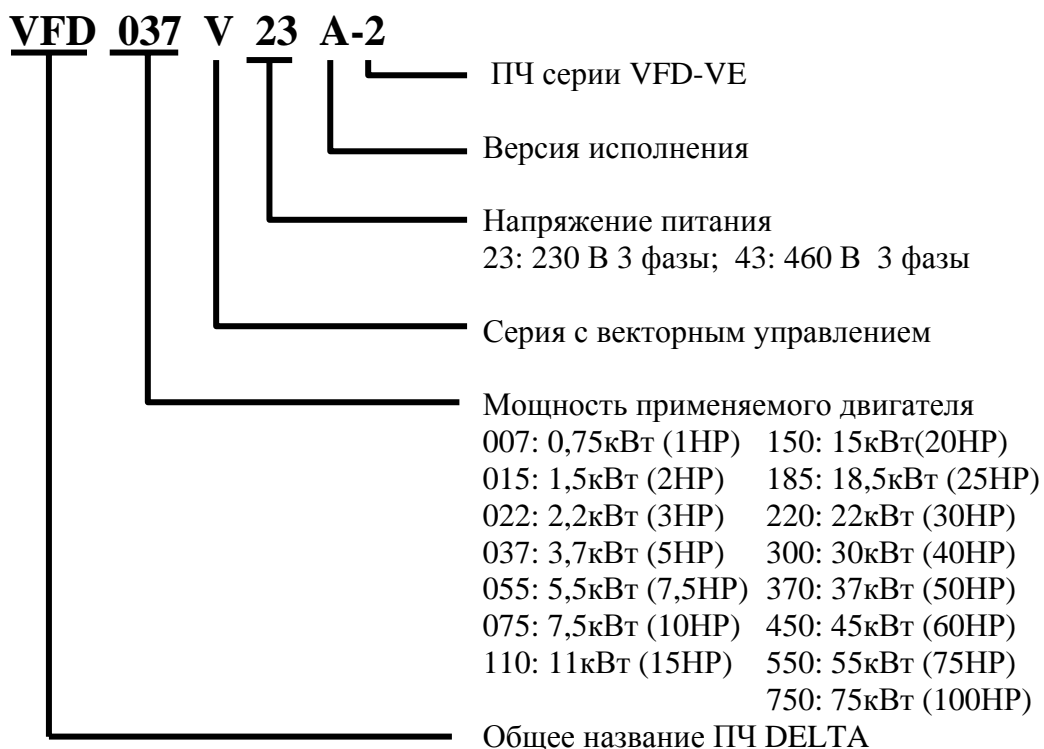 VFD 037 V 23 A-2
ПЧ серии VFD-VE
Версия исполнения
Напряжение питания
23: 230 В 3 фазы; 43: 460 В 3 фазы
Серия с векторным управлением
Мощность применяемого двигателя
007: 0,75кВт (1HP) 150: 15кВт(20HP)
015: 1,5кВт (2HP) 185: 18,5кВт (25HP)
022: 2,2кВт (3HP) 220: 22кВт (30HP)
037: 3,7кВт (5HP) 300: 30кВт (40HP)
055: 5,5кВт (7,5HP) 370: 37кВт (50HP)
075: 7,5кВт (10HP) 450: 45кВт (60HP)
110: 11кВт (15HP) 550: 55кВт (75HP)
750: 75кВт (100HP)
Общее название ПЧ DELTA